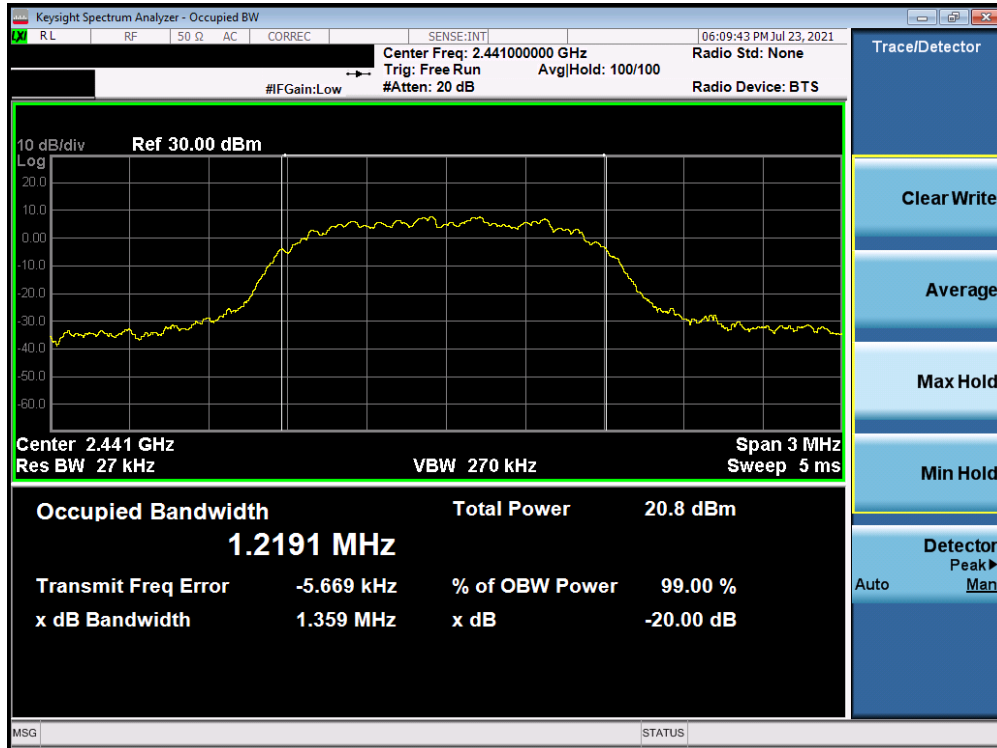 Keysight Spectrum Analyzer - Occupied BW
LXI RL RF 50 Ω AC CORREC SENSE:INT 06:09:43 PM Jul 23, 2021
Center Freq: 2.441000000 GHz Radio Std: None
Trig: Free Run Avg|Hold: 100/100
#IFGain:Low #Atten: 20 dB Radio Device: BTS
Trace/Detector
10 dB/div Ref 30.00 dBm
Log
20.0
10.0
0.00
-10.0
-20.0
-30.0
-40.0
-50.0
-60.0
Center 2.441 GHz Span 3 MHz
Res BW 27 kHz VBW 270 kHz Sweep 5 ms
Occupied Bandwidth Total Power 20.8 dBm
1.2191 MHz
Transmit Freq Error -5.669 kHz % of OBW Power 99.00 %
x dB Bandwidth 1.359 MHz x dB -20.00 dB
Clear Write
Average
Max Hold
Min Hold
Detector
Peak
Auto Man
MSG STATUS